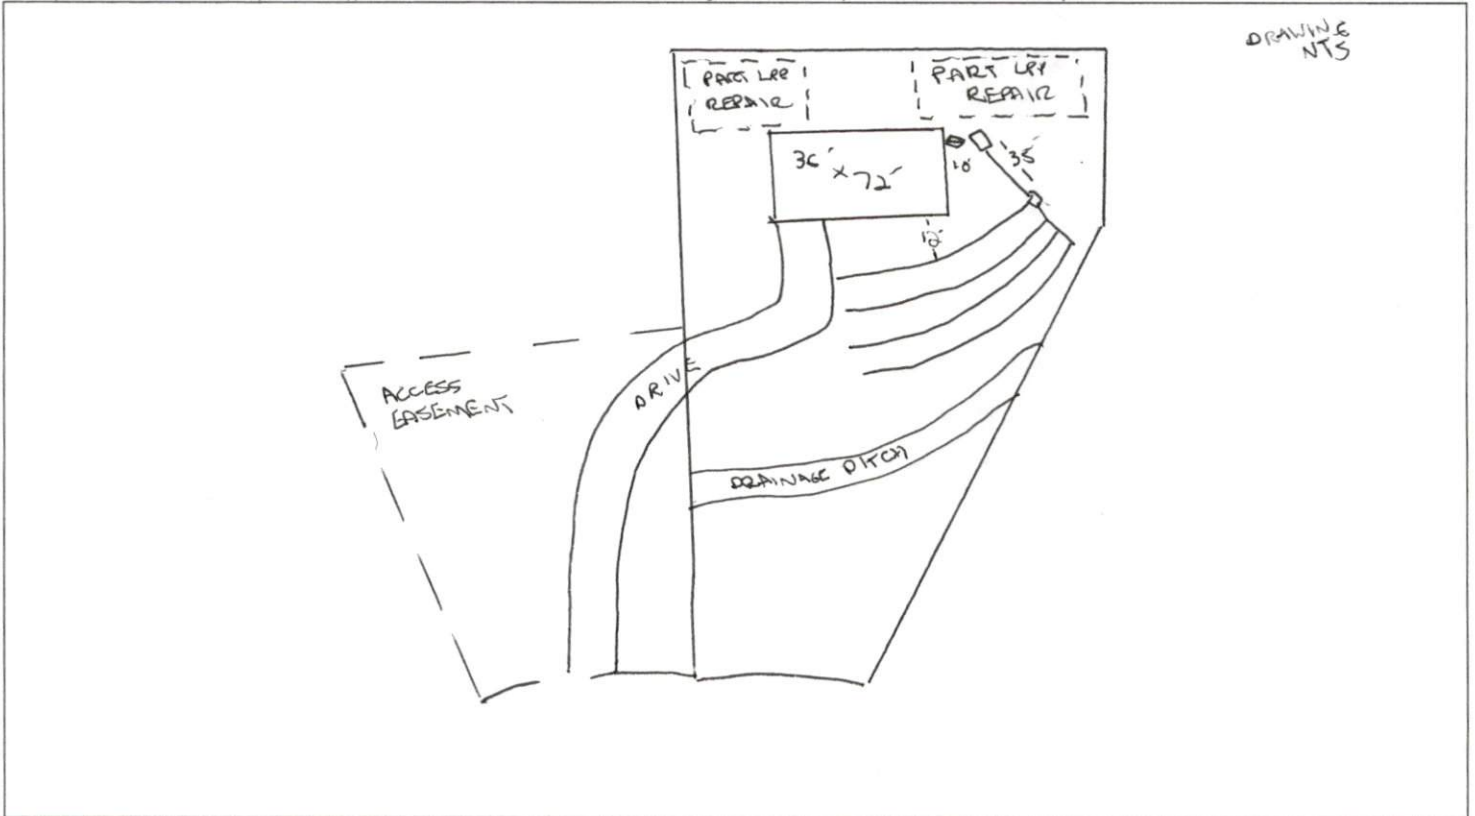 DRAWING
NTS
PART LPP
REPAIR
PART LPP
REPAIR
36' x 72'
10'
35'
12'
ACCESS
EASEMENT
DRIVE
DRAINAGE DITCH